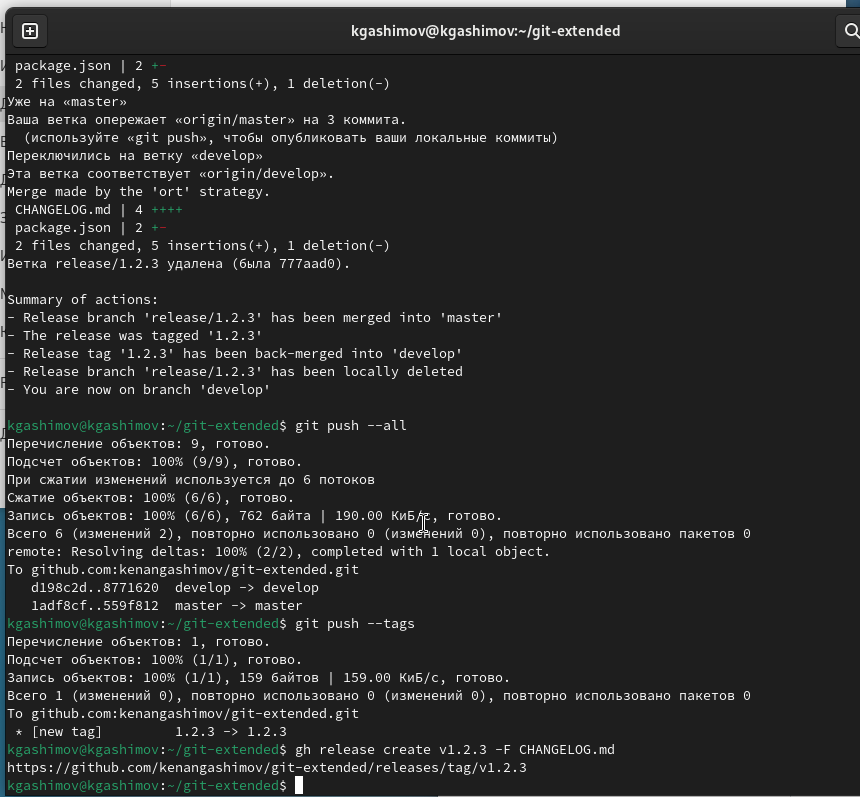 kgashimov@kgashimov:~/git-extended
package.json | 2 +-
2 files changed, 5 insertions(+), 1 deletion(-)
Уже на «master»
Ваша ветка опережает «origin/master» на 3 коммита.
(используйте «git push», чтобы опубликовать ваши локальные коммиты)
Переключились на ветку «develop»
Эта ветка соответствует «origin/develop».
Merge made by the 'ort' strategy.
CHANGELOG.md | 4 ++++
package.json | 2 +-
2 files changed, 5 insertions(+), 1 deletion(-)
Ветка release/1.2.3 удалена (была 777aad0).
Summary of actions:
- Release branch 'release/1.2.3' has been merged into 'master'
- The release was tagged '1.2.3'
- Release tag '1.2.3' has been back-merged into 'develop'
- Release branch 'release/1.2.3' has been locally deleted
- You are now on branch 'develop'
kgashimov@kgashimov:~/git-extended$ git push --all
Перечисление объектов: 9, готово.
Подсчет объектов: 100% (9/9), готово.
При сжатии изменений используется до 6 потоков
Сжатие объектов: 100% (6/6), готово.
Запись объектов: 100% (6/6), 762 байта | 190.00 КиБ/с, готово.
Всего 6 (изменений 2), повторно использовано 0 (изменений 0), повторно использовано пакетов 0
remote: Resolving deltas: 100% (2/2), completed with 1 local object.
To github.com:kenangashimov/git-extended.git
d198c2d..8771620  develop -> develop
1adf8cf..559f812  master -> master
kgashimov@kgashimov:~/git-extended$ git push --tags
Перечисление объектов: 1, готово.
Подсчет объектов: 100% (1/1), готово.
Запись объектов: 100% (1/1), 159 байтов | 159.00 КиБ/с, готово.
Всего 1 (изменений 0), повторно использовано 0 (изменений 0), повторно использовано пакетов 0
To github.com:kenangashimov/git-extended.git
* [new tag]         1.2.3 -> 1.2.3
kgashimov@kgashimov:~/git-extended$ gh release create v1.2.3 -F CHANGELOG.md
https://github.com/kenangashimov/git-extended/releases/tag/v1.2.3
kgashimov@kgashimov:~/git-extended$